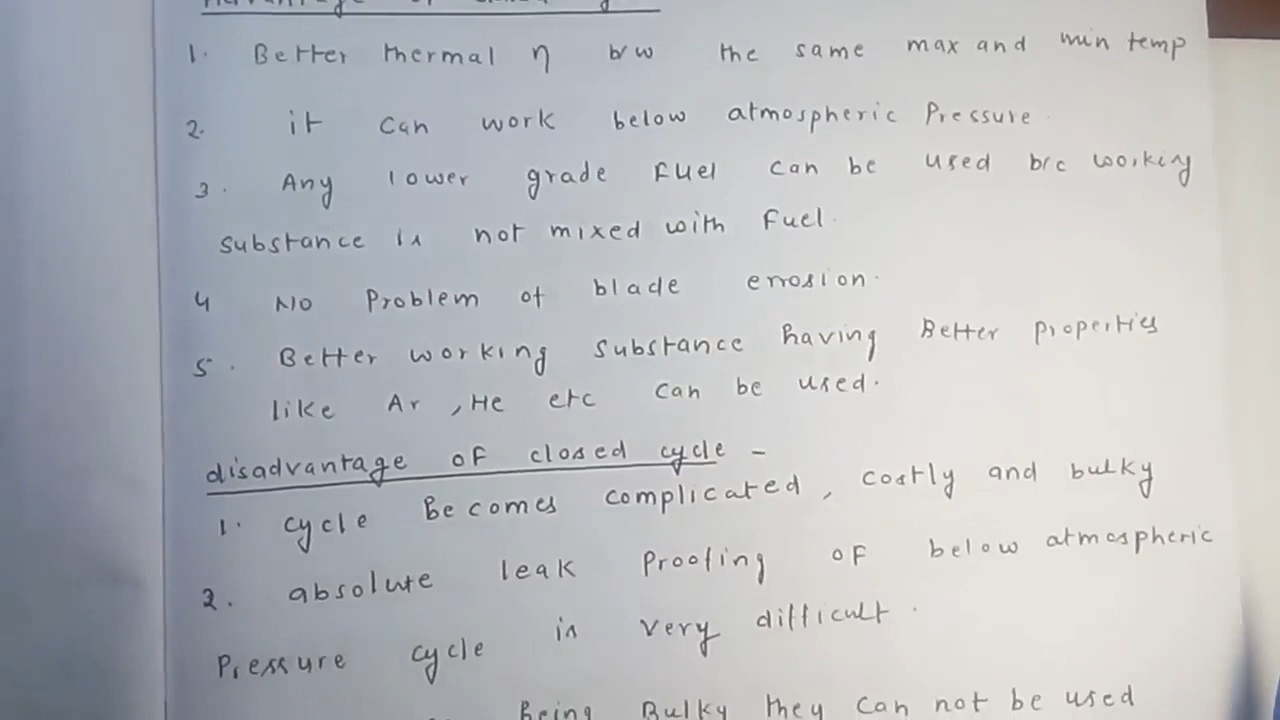 1. Better thermal η b/w the same max and min temp
2. it can work below atmospheric Pressure.
3. Any lower grade Fuel can be used b/c working
substance is not mixed with Fuel.
4 No Problem of blade errosion.
5. Better working substance having Better properties
like Ar, He etc can be used.
disadvantage of closed cycle -
1. cycle Becomes complicated, costly and bulky
2. absolute leak Proofing of below atmospheric
Pressure cycle is very difficult.
Being Bulky they can not be used